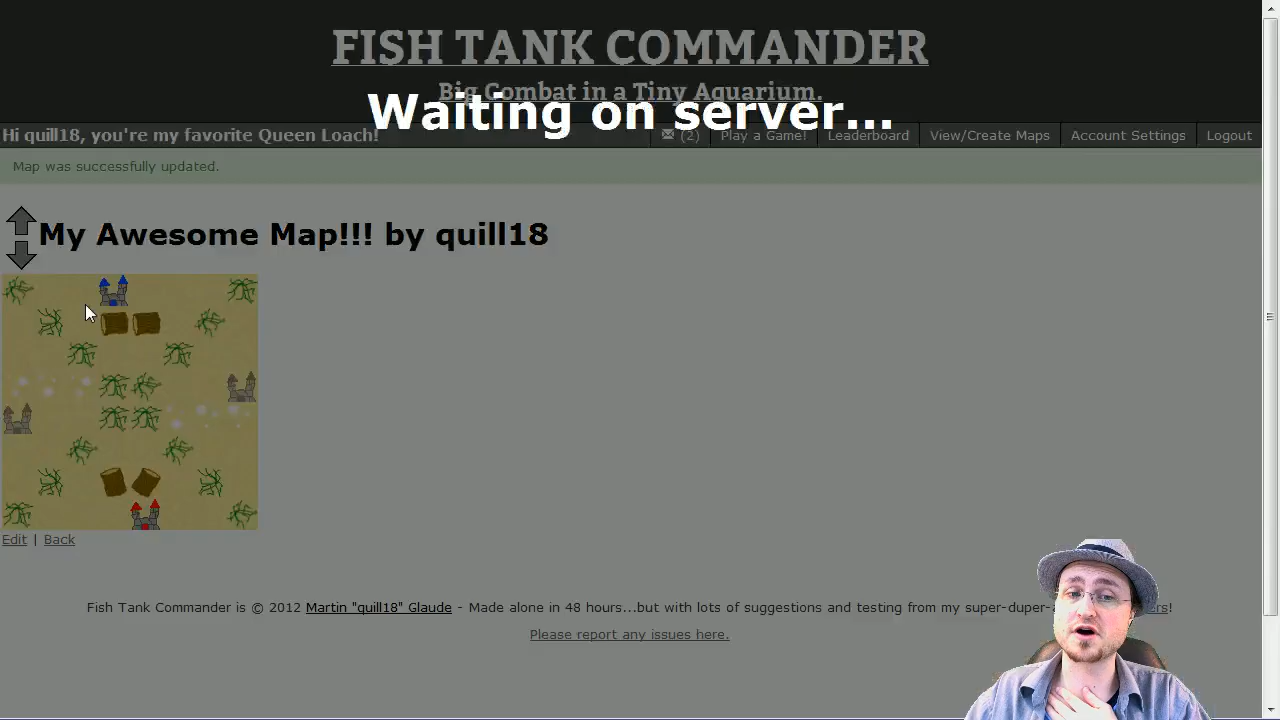 FISH TANK COMMANDER
Big Combat in a Tiny Aquarium.
Waiting on server...
Hi quill18, you're my favorite Queen Loach!
(2) Play a Game! Leaderboard View/Create Maps Account Settings Logout
Map was successfully updated.
My Awesome Map!!! by quill18
Edit | Back
Fish Tank Commander is © 2012 Martin "quill18" Glaude - Made alone in 48 hours...but with lots of suggestions and testing from my super-duper-
Please report any issues here.